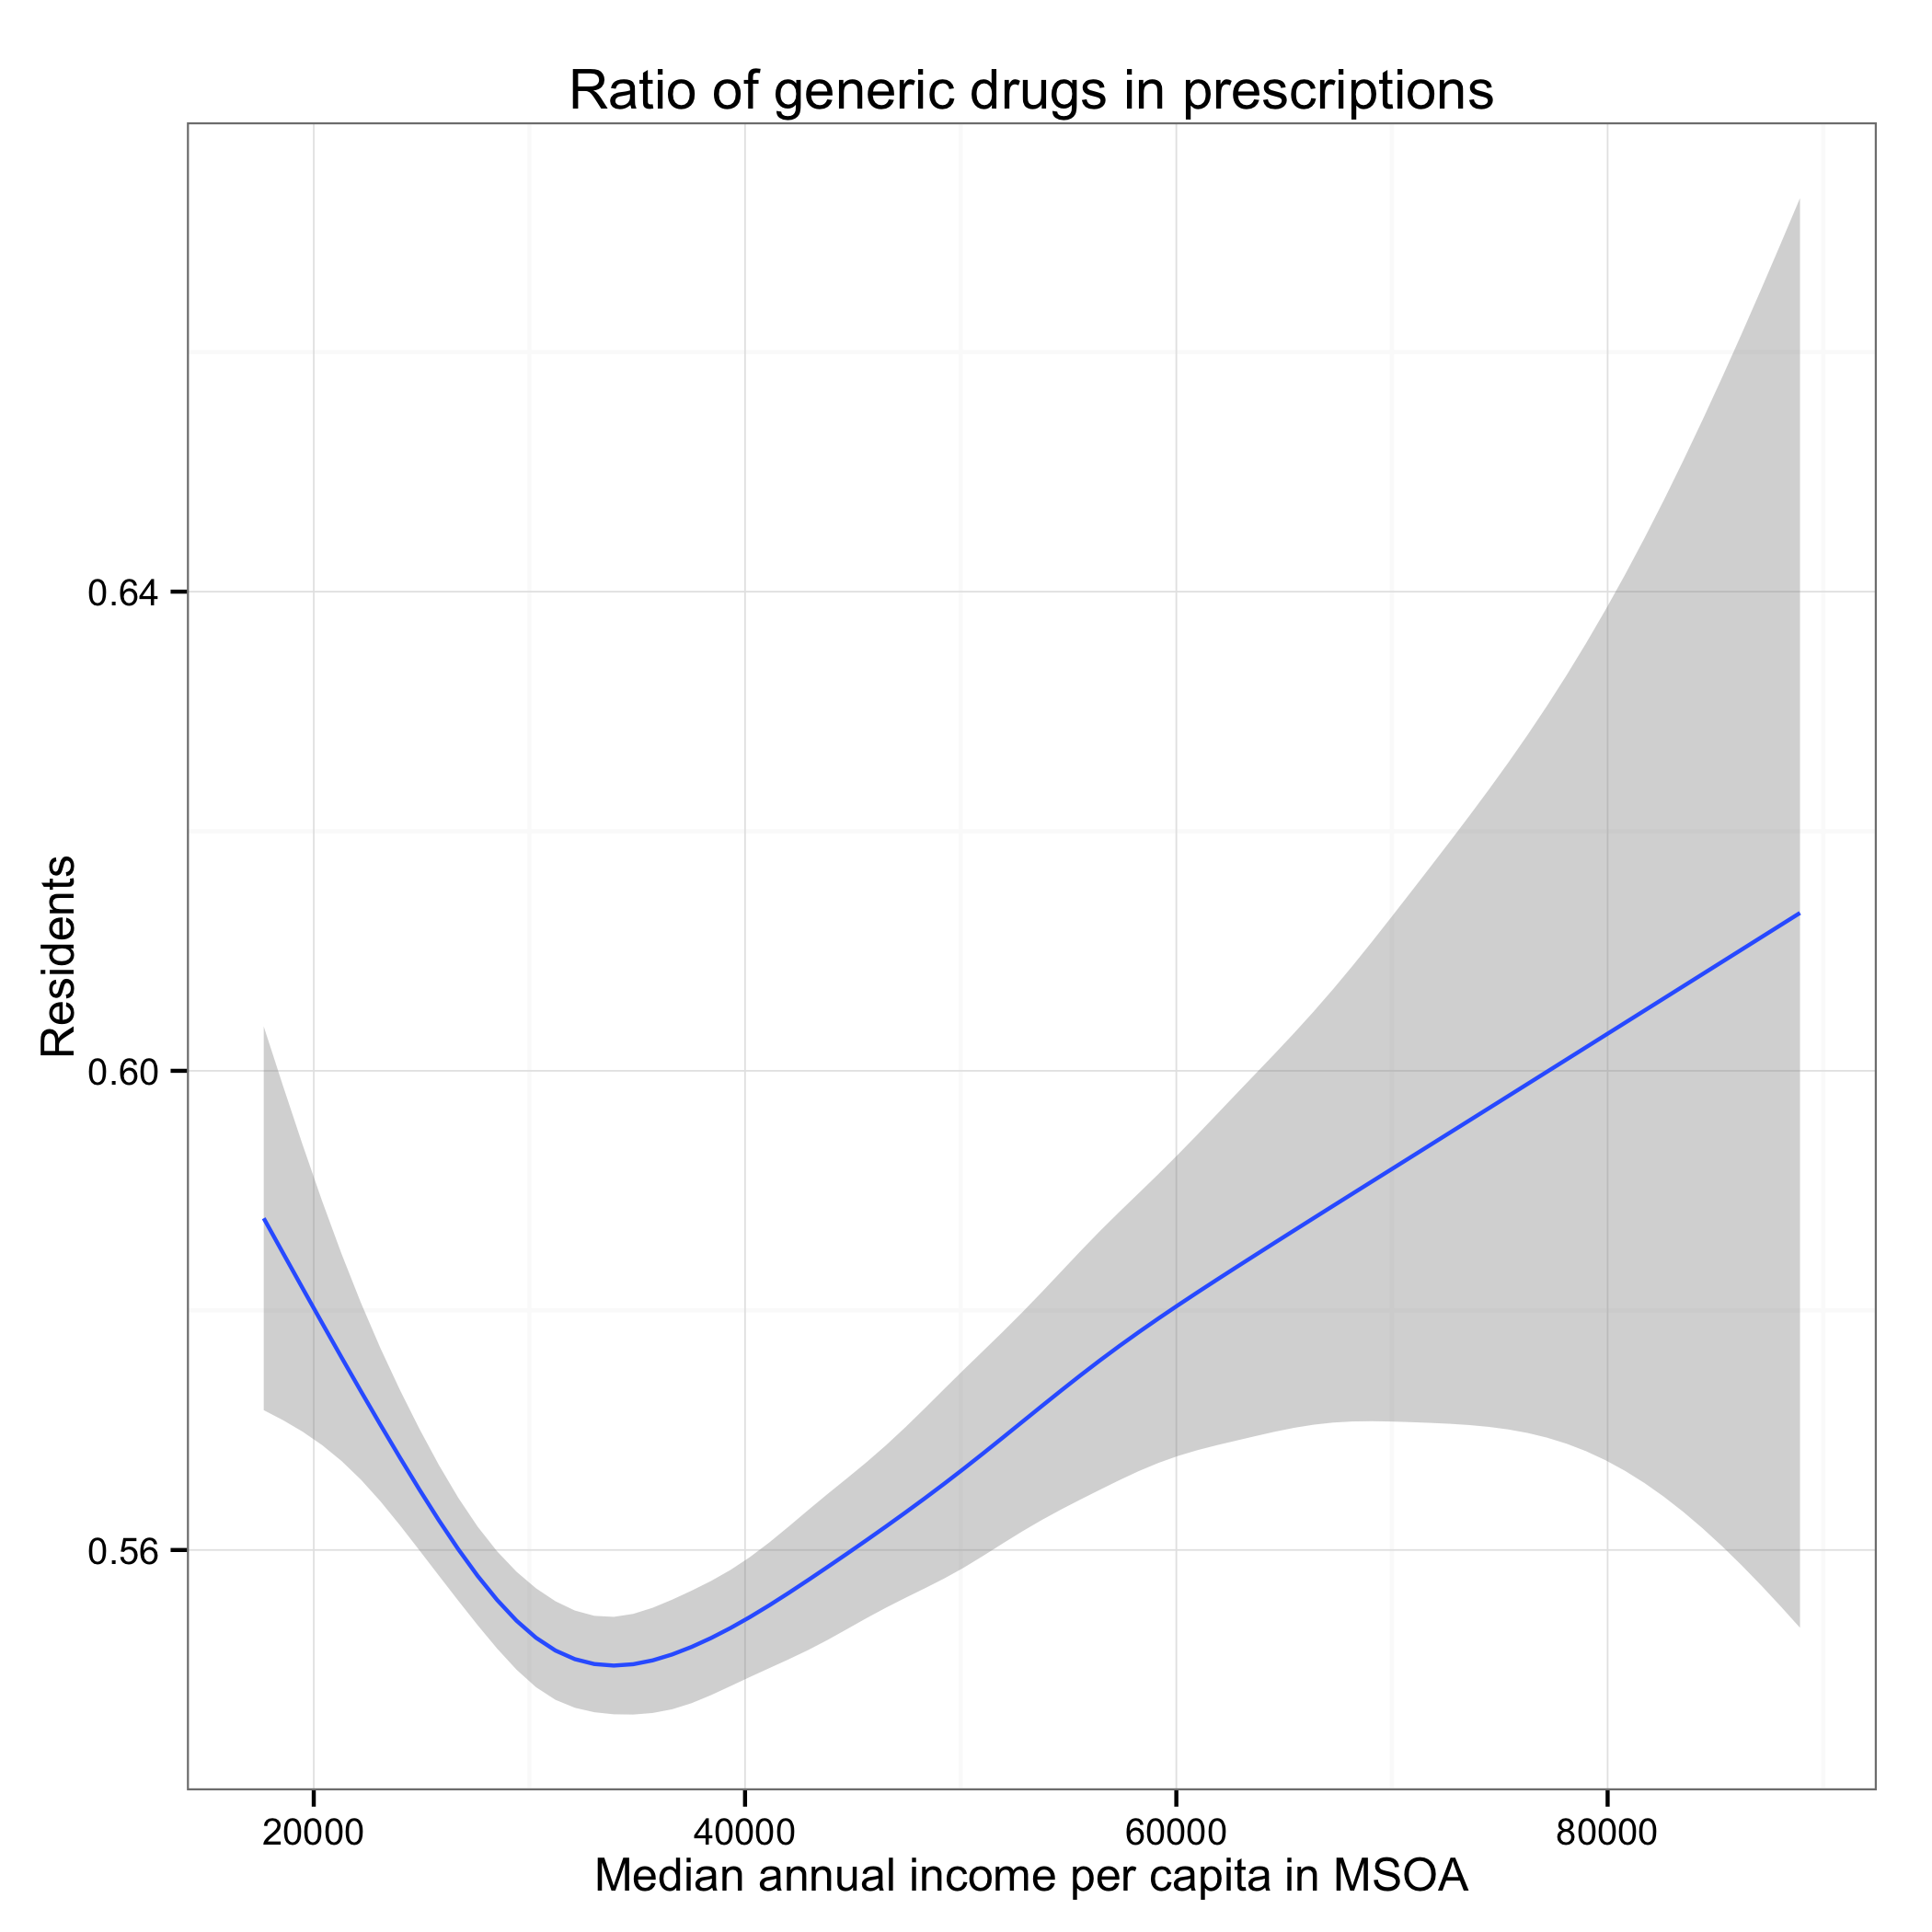 Ratio of generic drugs in prescriptions
Residents
0.64
0.60
0.56
20000 40000 60000 80000
Median annual income per capita in MSOA